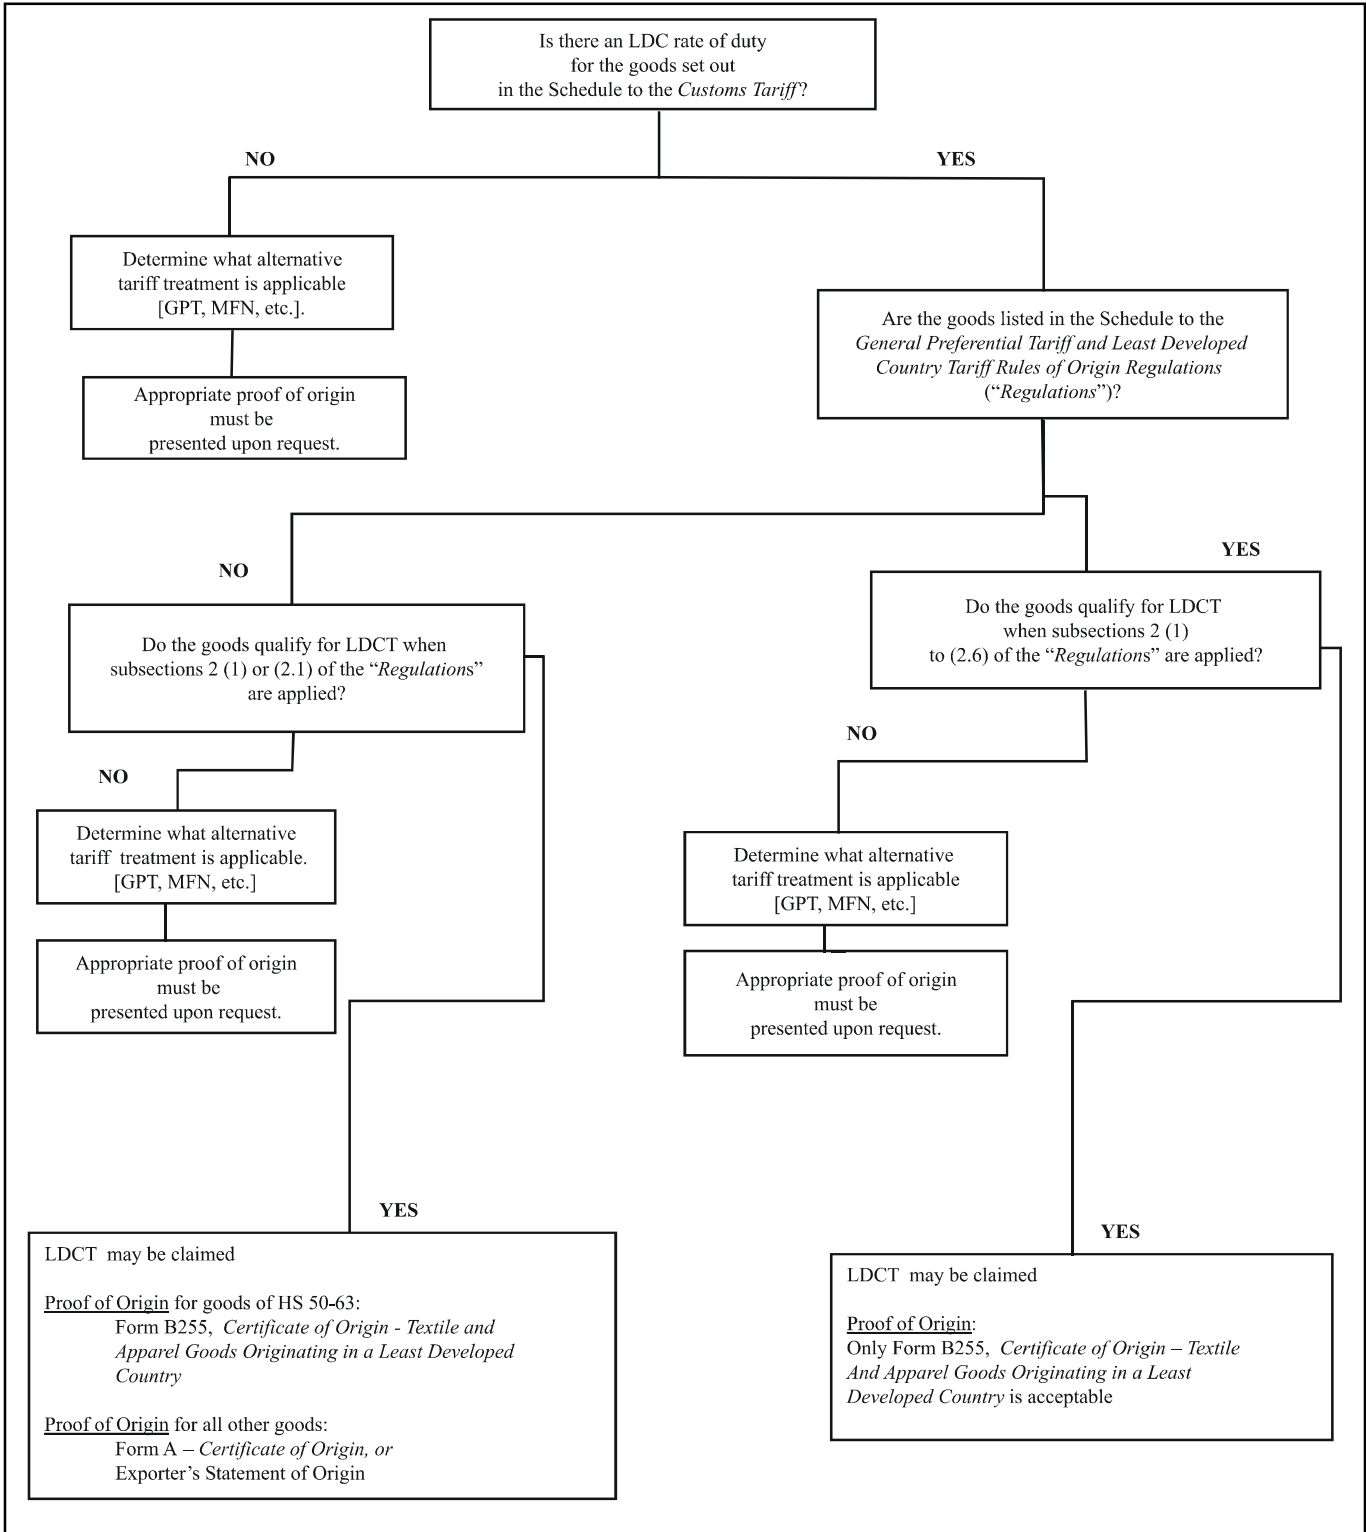 Is there an LDC rate of duty
for the goods set out
in the Schedule to the Customs Tariff?
NO
YES
Determine what alternative
tariff treatment is applicable
[GPT, MFN, etc.].
Appropriate proof of origin
must be
presented upon request.
Are the goods listed in the Schedule to the
General Preferential Tariff and Least Developed
Country Tariff Rules of Origin Regulations
(“Regulations”)?
NO
YES
Do the goods qualify for LDCT when
subsections 2 (1) or (2.1) of the “Regulations”
are applied?
Do the goods qualify for LDCT
when subsections 2 (1)
to (2.6) of the “Regulations” are applied?
NO
Determine what alternative
tariff treatment is applicable.
[GPT, MFN, etc.]
Appropriate proof of origin
must be
presented upon request.
NO
Determine what alternative
tariff treatment is applicable
[GPT, MFN, etc.]
Appropriate proof of origin
must be
presented upon request.
YES
LDCT may be claimed
Proof of Origin for goods of HS 50-63:
Form B255, Certificate of Origin - Textile and
Apparel Goods Originating in a Least Developed
Country
Proof of Origin for all other goods:
Form A – Certificate of Origin, or
Exporter’s Statement of Origin
YES
LDCT may be claimed
Proof of Origin:
Only Form B255, Certificate of Origin – Textile
And Apparel Goods Originating in a Least
Developed Country is acceptable